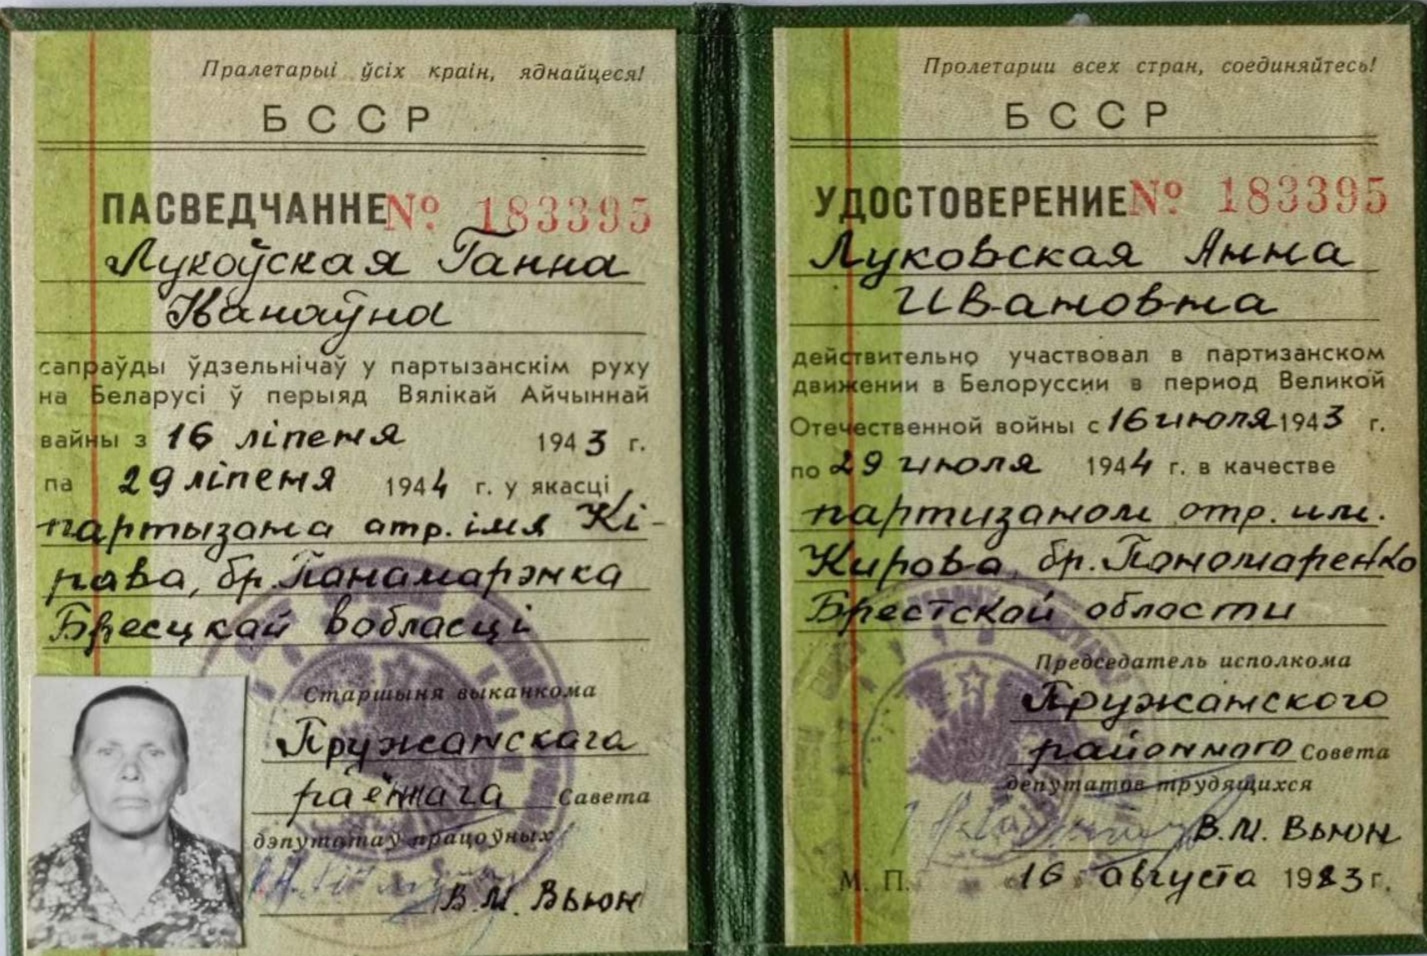 Пралетарыі ўсіх краін, яднайцеся!
БССР
ПАСВЕДЧАННЕ № 183395
Лукоўская Ганна
Іванаўна
сапраўды ўдзельнічаў у партызанскім руху
на Беларусі ў перыяд Вялікай Айчыннай
вайны з 16 ліпеня 1943 г.
па 29 ліпеня 1944 г. у якасці
партызана атр. імя Кі-
рава, бр. Панамарэнка
Брэсцкай вобласці
Старшыня выканкома
Пружанскага
раённага Савета
дэпутатаў працоўных
В.М. Вьюн
Пролетарии всех стран, соединяйтесь!
БССР
УДОСТОВЕРЕНИЕ № 183395
Луковская Анна
Ивановна
действительно участвовал в партизанском
движении в Белоруссии в период Великой
Отечественной войны с 16 июля 1943 г.
по 29 июля 1944 г. в качестве
партизаном отр. им.
Кирова, бр. Пономаренко
Брестской области
Председатель исполкома
Пружанского
районного Совета
депутатов трудящихся
В.М. Вьюн
М. П. 16 августа г.